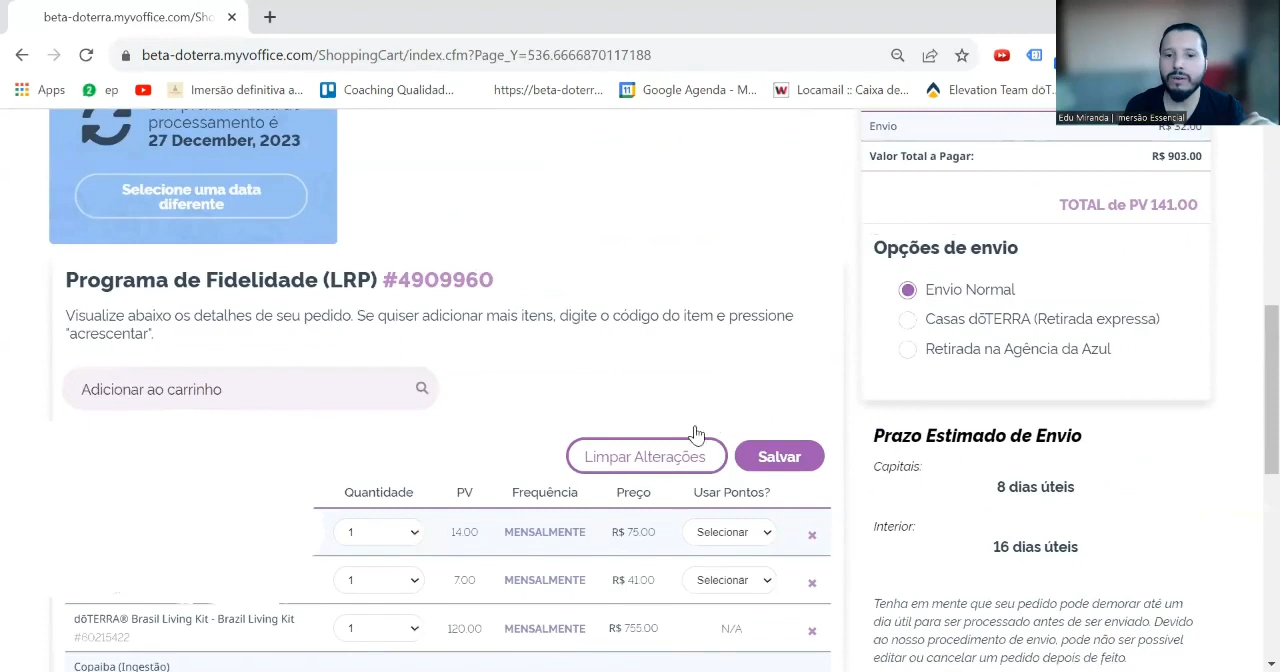 beta-doterra.myvoffice.com/Sho
beta-doterra.myvoffice.com/ShoppingCart/index.cfm?Page_Y=536.6666870117188
Apps
ep
Imersão definitiva a...
Coaching Qualidad...
https://beta-doterr...
Google Agenda - M...
Locamail :: Caixa de...
Elevation Team doT...
Edu Miranda | Imersão Essencial
processamento é
27 December, 2023
Selecione uma data
diferente
Envio R$ 32.00
Valor Total a Pagar: R$ 903.00
TOTAL de PV 141.00
Opções de envio
Envio Normal
Casas dōTERRA (Retirada expressa)
Retirada na Agência da Azul
Programa de Fidelidade (LRP) #4909960
Visualize abaixo os detalhes de seu pedido. Se quiser adicionar mais itens, digite o código do item e pressione
"acrescentar".
Adicionar ao carrinho
Limpar Alterações Salvar
Quantidade PV Frequência Preço Usar Pontos?
1 14.00 MENSALMENTE R$ 75.00 Selecionar ×
1 7.00 MENSALMENTE R$ 41.00 Selecionar ×
dōTERRA® Brasil Living Kit - Brazil Living Kit
#60215422
1 120.00 MENSALMENTE R$ 755.00 N/A ×
Copaiba (Ingestão)
Prazo Estimado de Envio
Capitais:
8 dias úteis
Interior:
16 dias úteis
Tenha em mente que seu pedido pode demorar até um
dia útil para ser processado antes de ser enviado. Devido
ao nosso procedimento de envio, pode não ser possível
editar ou cancelar um pedido depois de feito.